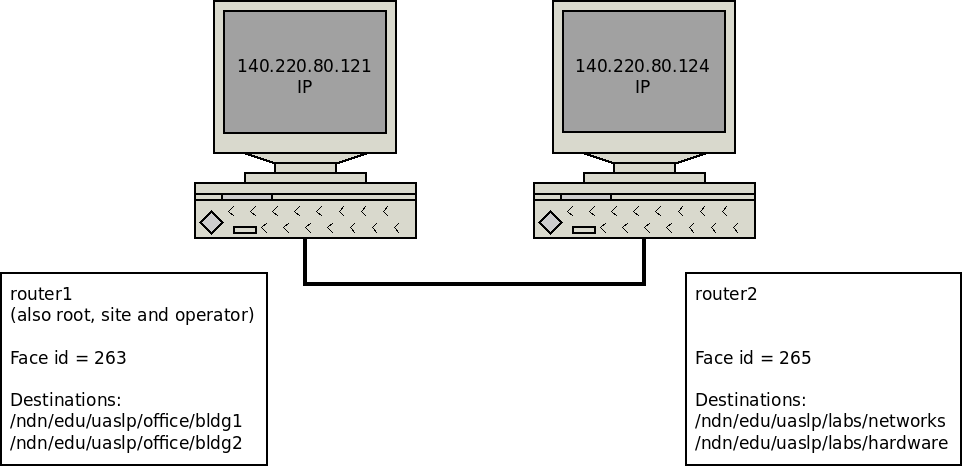 140.220.80.121
IP
140.220.80.124
IP
router1
(also root, site and operator)
Face id = 263
Destinations:
/ndn/edu/uaslp/office/bldg1
/ndn/edu/uaslp/office/bldg2
router2
Face id = 265
Destinations:
/ndn/edu/uaslp/labs/networks
/ndn/edu/uaslp/labs/hardware